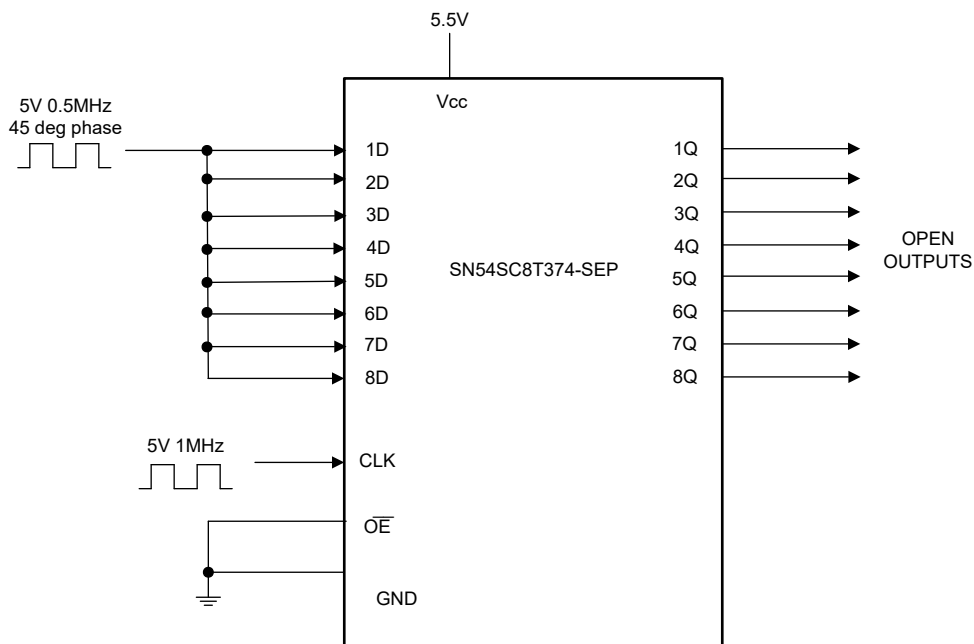 5.5V
Vcc
5V 0.5MHz
45 deg phase
1D
2D
3D
4D
5D
6D
7D
8D
1Q
2Q
3Q
4Q
5Q
6Q
7Q
8Q
SN54SC8T374-SEP
OPEN
OUTPUTS
5V 1MHz
CLK
OE
GND